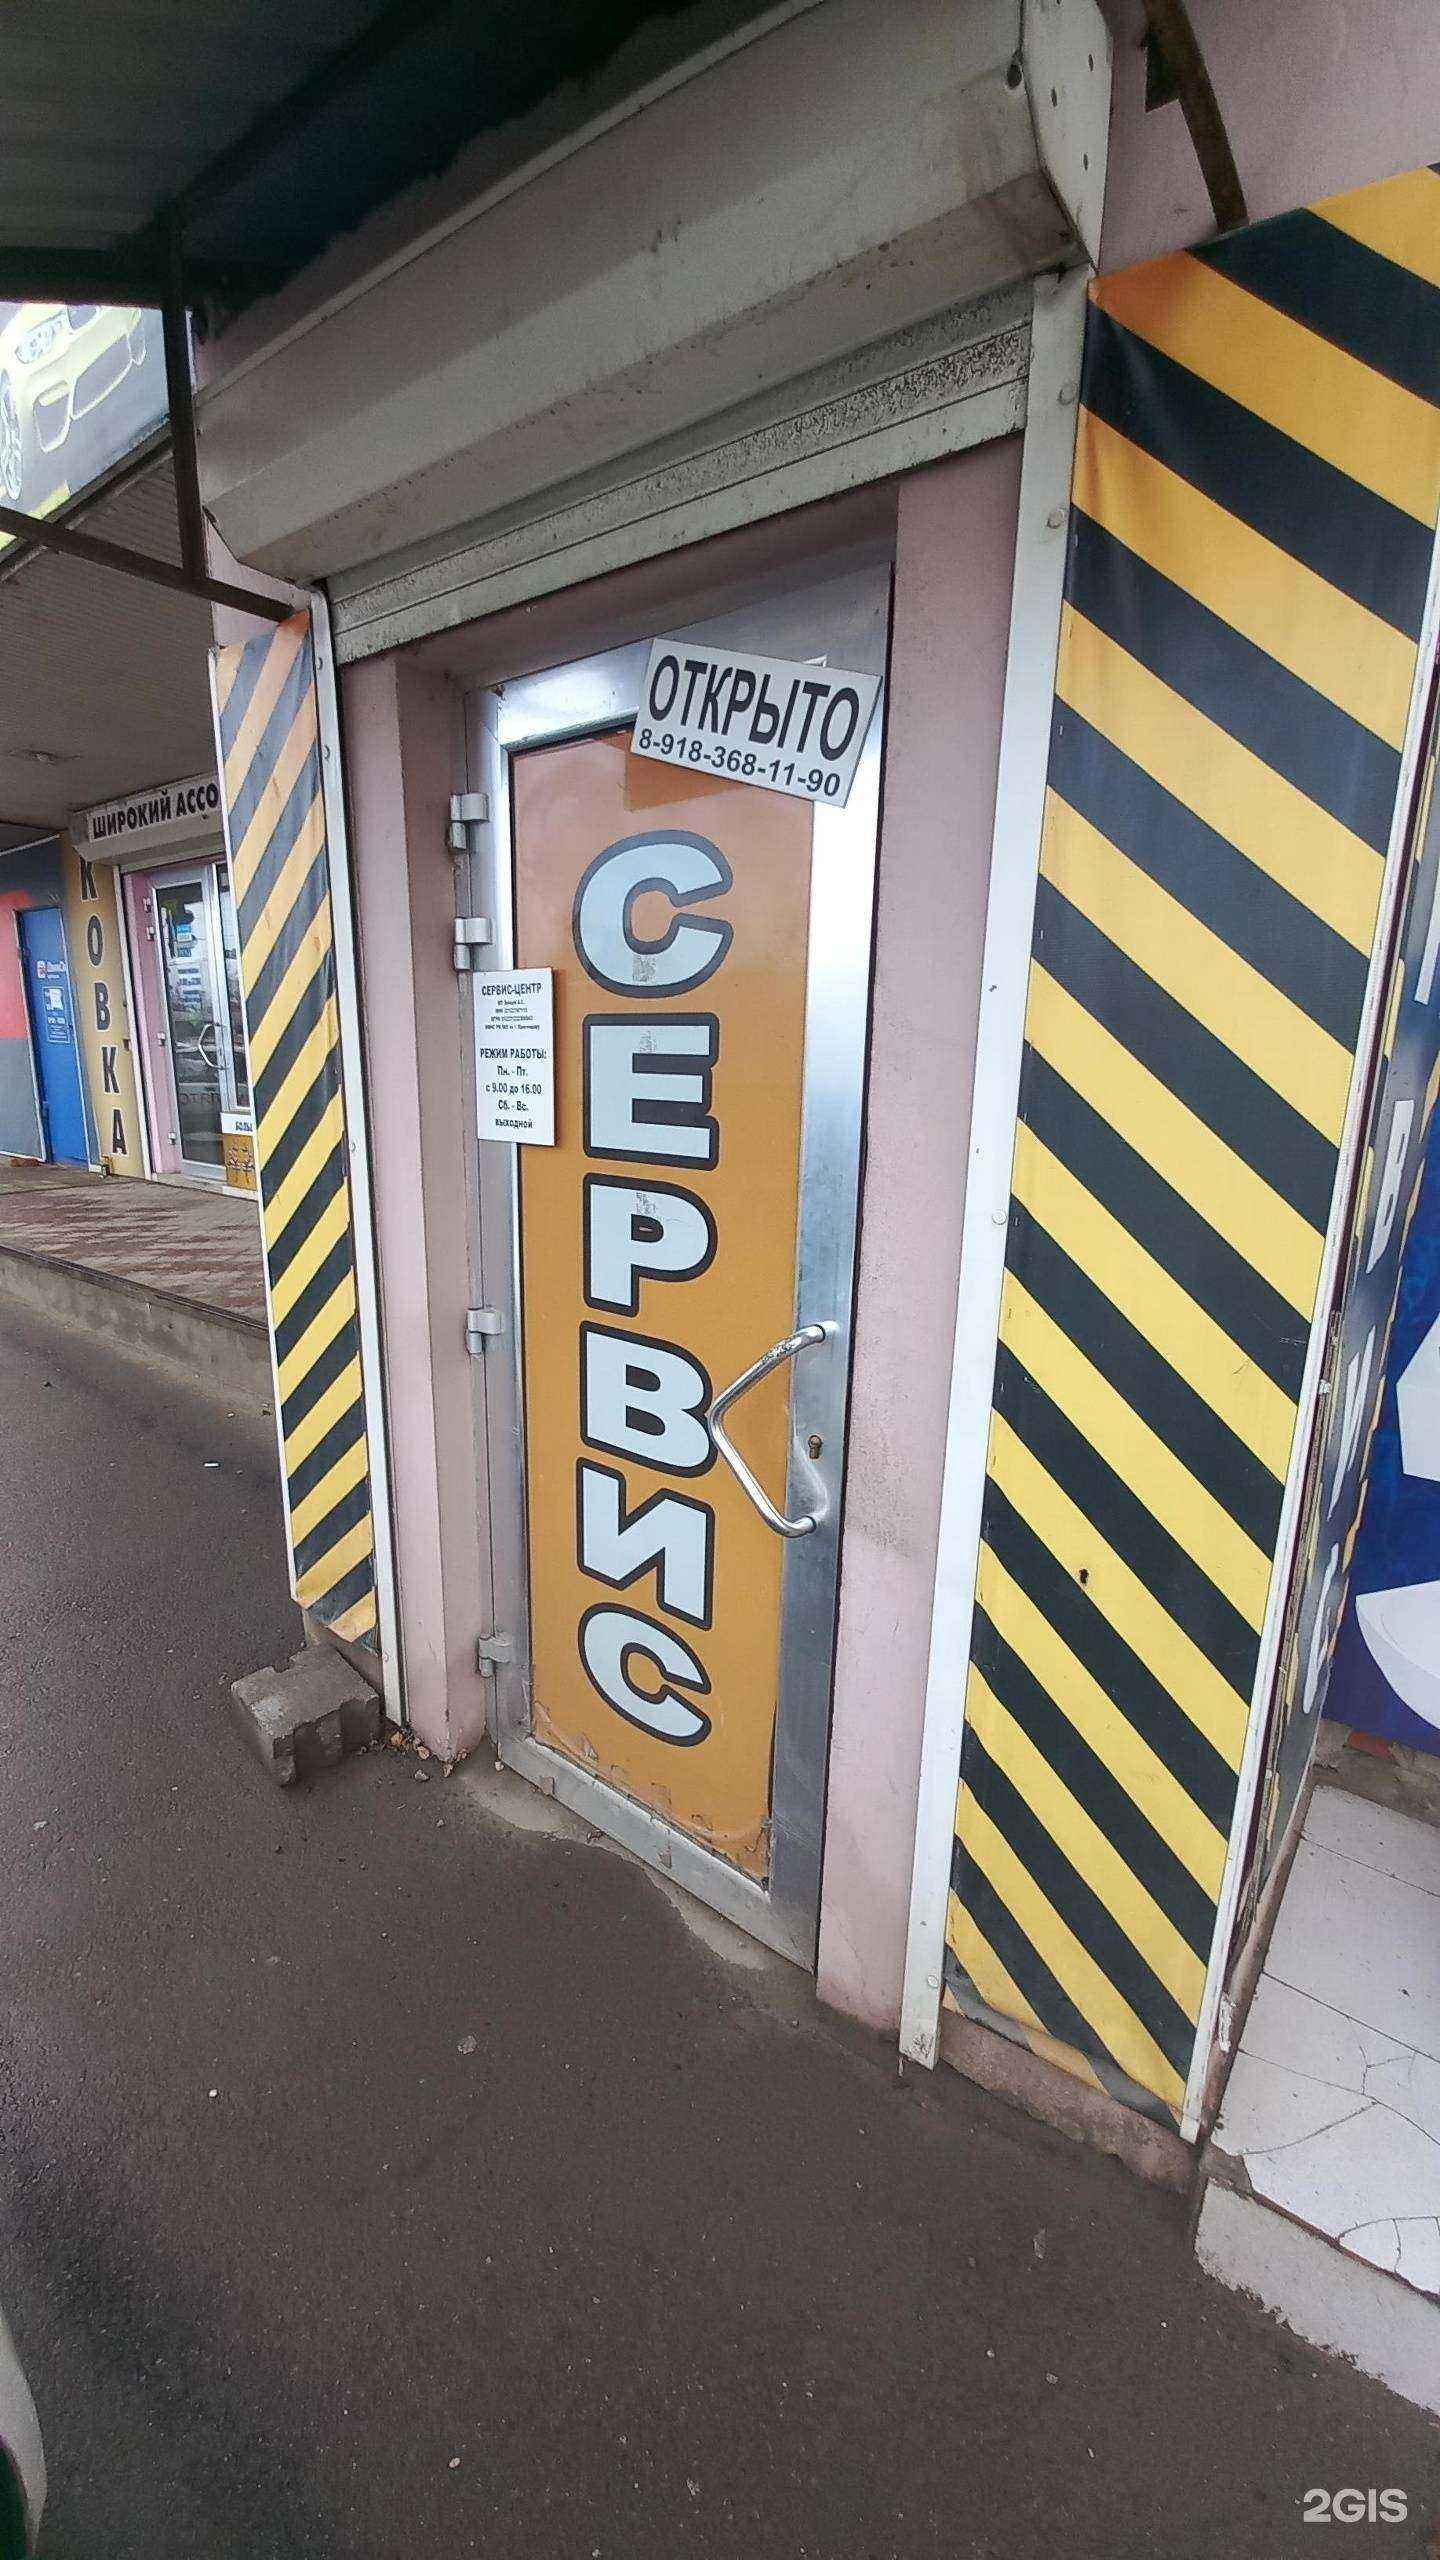 ОТКРЫТО
8-918-368-11-90
СЕРВИС
СЕРВИС-ЦЕНТР
РЕЖИМ РАБОТЫ:
Пн. - Пт.
с 9.00 до 16.00
Сб. - Вс.
выходной
ШИРОКИЙ АССО
КОВКА
2GIS